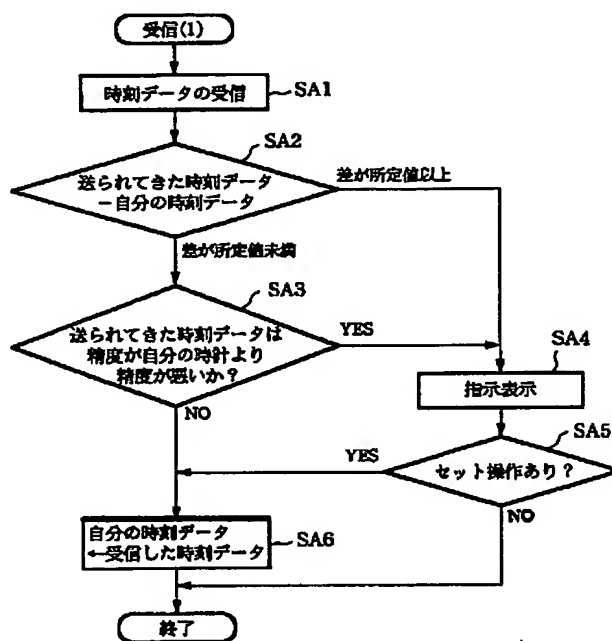 受信(1)
時刻データの受信
SA1
SA2
送られてきた時刻データ
－自分の時刻データ
差が所定値以上
差が所定値未満
SA3
送られてきた時刻データは
精度が自分の時計より
精度が悪いか？
YES
NO
SA4
指示表示
SA5
セット操作あり？
YES
NO
自分の時刻データ
←受信した時刻データ
SA6
終了